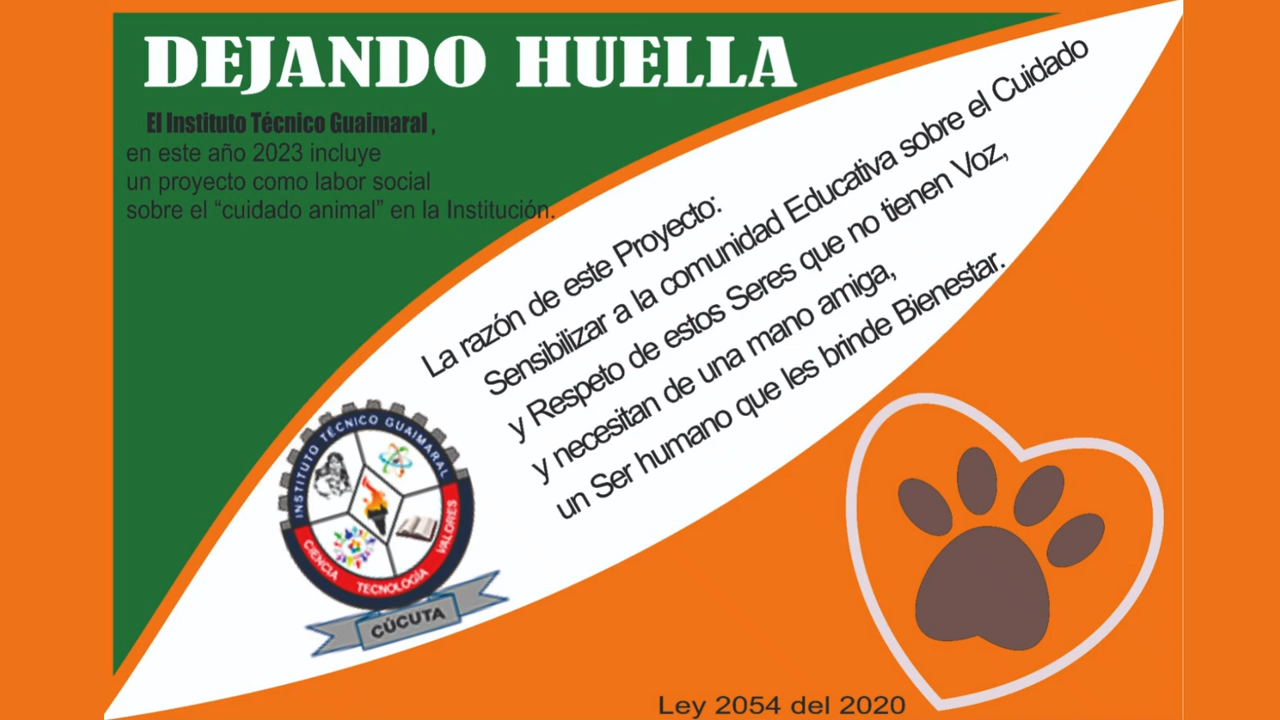 DEJANDO HUELLA
El Instituto Técnico Guaimaral ,
en este año 2023 incluye
un proyecto como labor social
sobre el “cuidado animal” en la Institución.
La razón de este Proyecto:
Sensibilizar a la comunidad Educativa sobre el Cuidado
y Respeto de estos Seres que no tienen Voz,
y necesitan de una mano amiga,
un Ser humano que les brinde Bienestar.
INSTITUTO TÉCNICO GUAIMARAL
CIENCIA TECNOLOGÍA VALORES
CÚCUTA
Ley 2054 del 2020